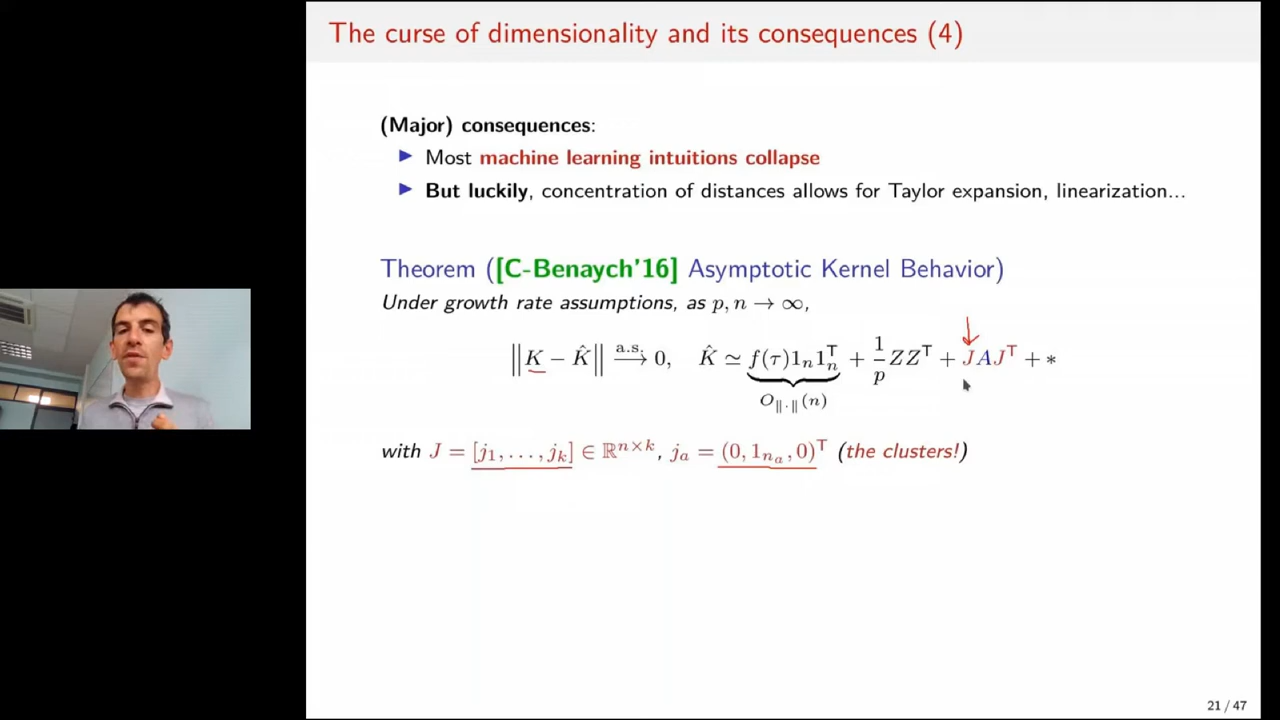 The curse of dimensionality and its consequences (4)
(Major) consequences:
▶ Most machine learning intuitions collapse
▶ But luckily, concentration of distances allows for Taylor expansion, linearization...
Theorem ([C-Benaych'16] Asymptotic Kernel Behavior)
Under growth rate assumptions, as p, n → ∞,
‖K − K̂‖ a.s.⟶ 0, K̂ ≃ f(τ)1ₙ1ₙᵀ + 1/p ZZᵀ + JAJᵀ + *
O‖·‖(n)
with J = [j₁, . . . , jₖ] ∈ ℝⁿˣᵏ, jₐ = (0, 1ₙₐ, 0)ᵀ (the clusters!)
21 / 47